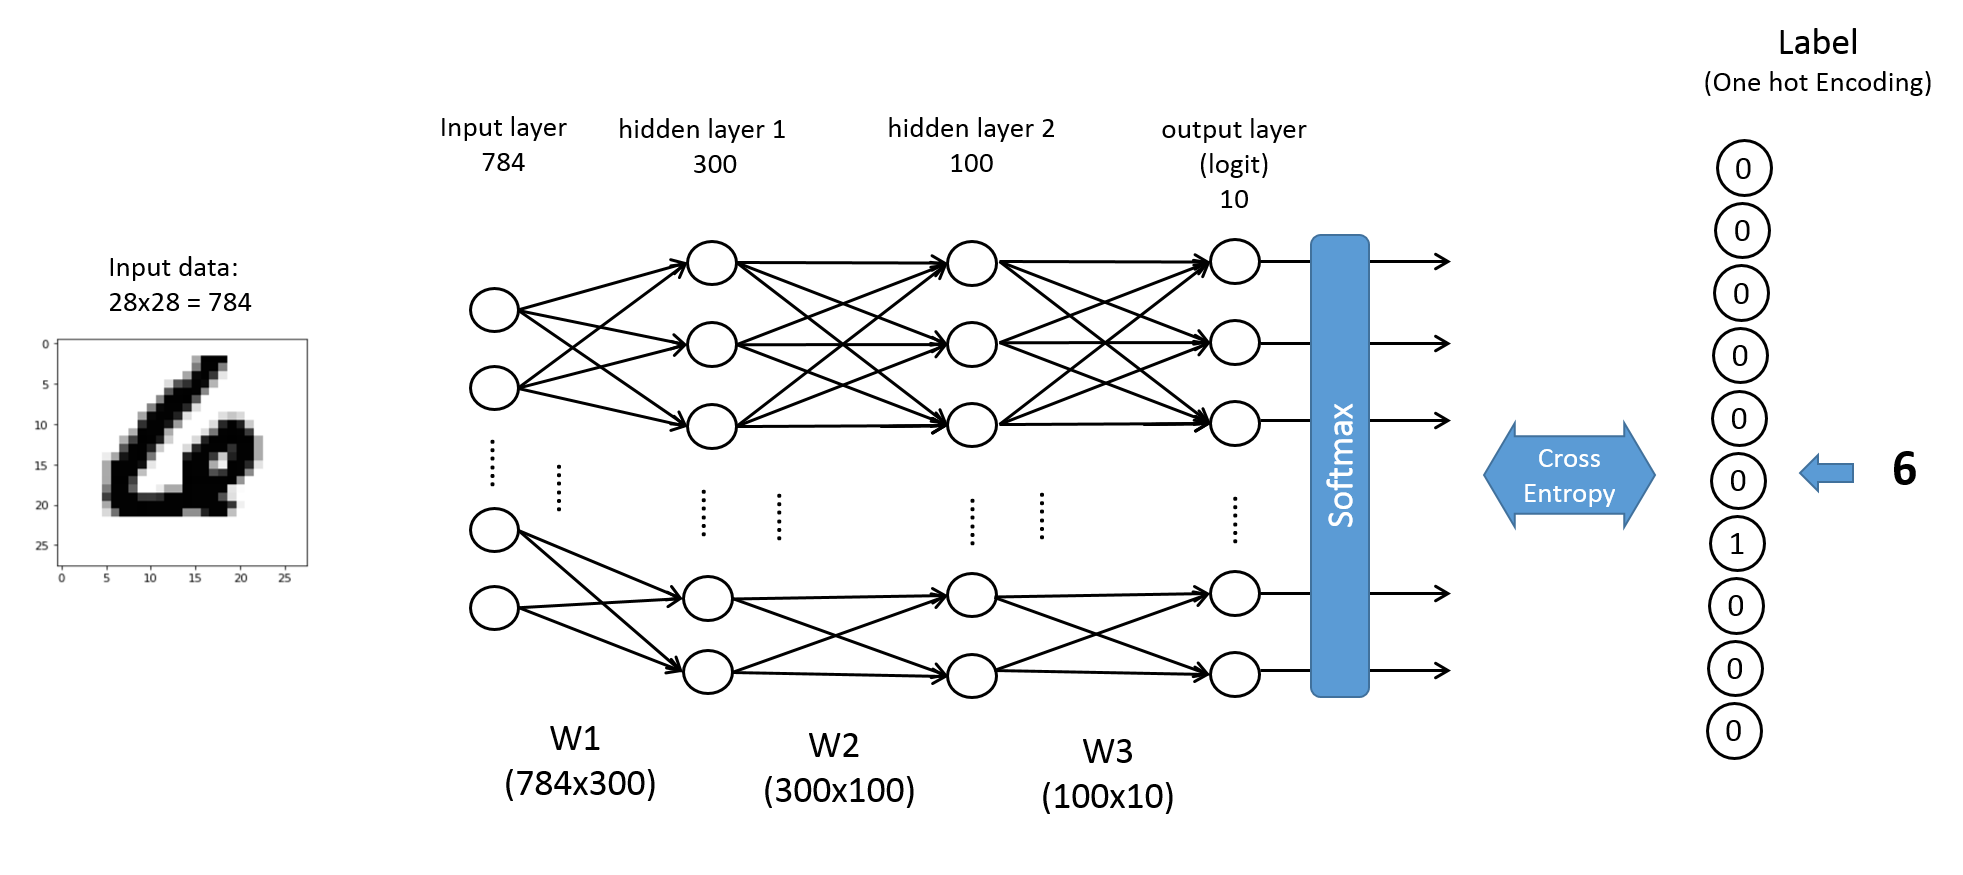 Label
(One hot Encoding)
Input layer
784
hidden layer 1
300
hidden layer 2
100
output layer
(logit)
10
Input data:
28x28 = 784
0
5
10
15
20
25
0 5 10 15 20 25
Softmax
Cross
Entropy
0
0
0
0
0
0
1
0
0
0
6
W1
(784x300)
W2
(300x100)
W3
(100x10)